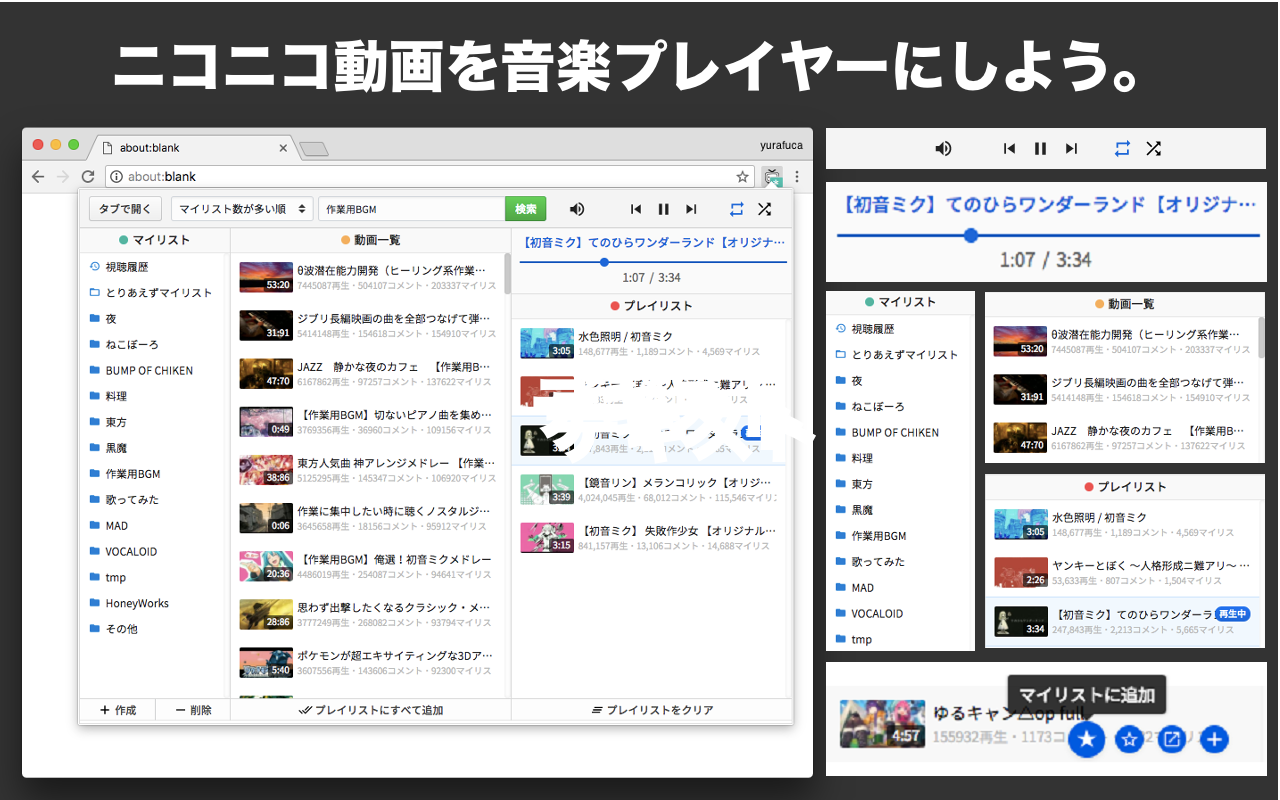 ニコニコ動画を音楽プレイヤーにしよう。
about:blank
yurafuca
about:blank
タブで開く
マイリスト数が多い順
作業用BGM
検索
マイリスト
視聴履歴
とりあえずマイリスト
夜
ねこぼーろ
BUMP OF CHIKEN
料理
東方
黒魔
作業用BGM
歌ってみた
MAD
VOCALOID
tmp
HoneyWorks
その他
作成
削除
動画一覧
θ波潜在能力開発（ヒーリング系作業…
53:20
7445087再生・504107コメント・203337マイリス
ジブリ長編映画の曲を全部つなげて弾…
31:91
5414148再生・154618コメント・154910マイリス
JAZZ　静かな夜のカフェ　【作業用B…
47:70
6167862再生・97257コメント・137622マイリス
【作業用BGM】切ないピアノ曲を集め…
0:49
3769356再生・36960コメント・109156マイリス
東方人気曲 神アレンジメドレー 【作業…
38:86
5125295再生・145347コメント・106920マイリス
作業に集中したい時に聴くノスタルジ…
0:06
3645658再生・18156コメント・95912マイリス
【作業用BGM】俺選！初音ミクメドレー
20:36
4486019再生・254087コメント・94641マイリス
思わず出撃したくなるクラシック・メ…
28:86
3777249再生・268082コメント・93794マイリス
ポケモンが超エキサイティングな3Dア…
5:40
3607556再生・143606コメント・92300マイリス
プレイリストにすべて追加
【初音ミク】てのひらワンダーランド【オリジナ…
1:07 / 3:34
プレイリスト
水色照明 / 初音ミク
3:05
148,677再生・1,189コメント・4,569マイリス
【鏡音リン】メランコリック【オリジ…
3:39
4,024,045再生・68,012コメント・115,546マイリ
【初音ミク】 失敗作少女 【オリジナル…
3:15
841,157再生・13,106コメント・14,688マイリス
プレイリストをクリア
【初音ミク】てのひらワンダーランド【オリジナ…
1:07 / 3:34
マイリスト
視聴履歴
とりあえずマイリスト
夜
ねこぼーろ
BUMP OF CHIKEN
料理
東方
黒魔
作業用BGM
歌ってみた
MAD
VOCALOID
tmp
動画一覧
θ波潜在能力開発（ヒーリング系作業…
53:20
7445087再生・504107コメント・203337マイリス
ジブリ長編映画の曲を全部つなげて弾…
31:91
5414148再生・154618コメント・154910マイリス
JAZZ　静かな夜のカフェ　【作業用B…
47:70
6167862再生・97257コメント・137622マイリス
プレイリスト
水色照明 / 初音ミク
3:05
148,677再生・1,189コメント・4,569マイリス
ヤンキーとぼく 〜人格形成ニ難アリ〜 …
2:26
53,633再生・807コメント・1,504マイリス
【初音ミク】てのひらワンダーラ
再生中
3:34
247,843再生・2,213コメント・5,665マイリス
マイリストに追加
ゆるキャン△op full
4:57
155932再生・1173コ